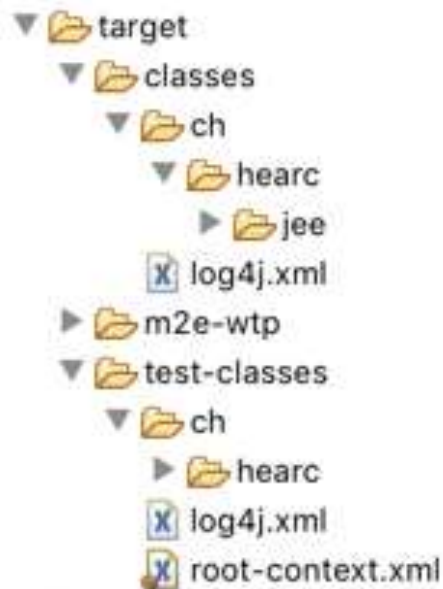 target
classes
ch
hearc
jee
log4j.xml
m2e-wtp
test-classes
ch
hearc
log4j.xml
root-context.xml